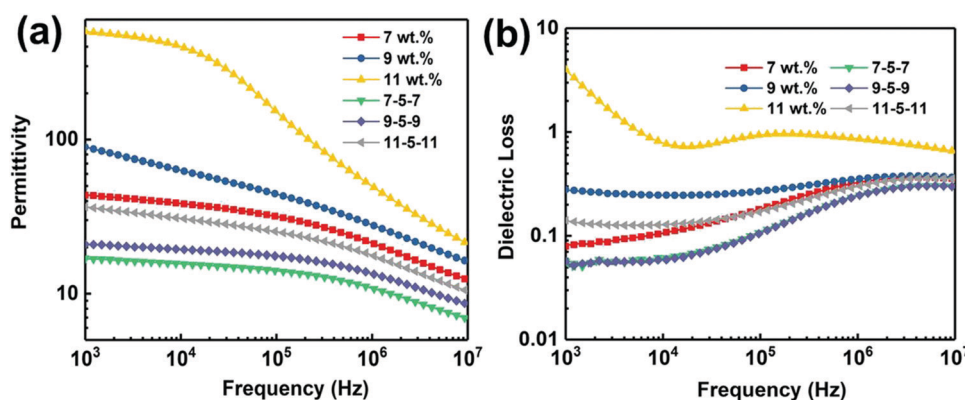 (a)
7 wt.%
9 wt.%
11 wt.%
7-5-7
9-5-9
11-5-11
Permittivity
100
10
10³ 10⁴ 10⁵ 10⁶ 10⁷
Frequency (Hz)
(b)
7 wt.% 7-5-7
9 wt.% 9-5-9
11 wt.% 11-5-11
Dielectric Loss
10
1
0.1
0.01
10³ 10⁴ 10⁵ 10⁶ 10⁷
Frequency (Hz)